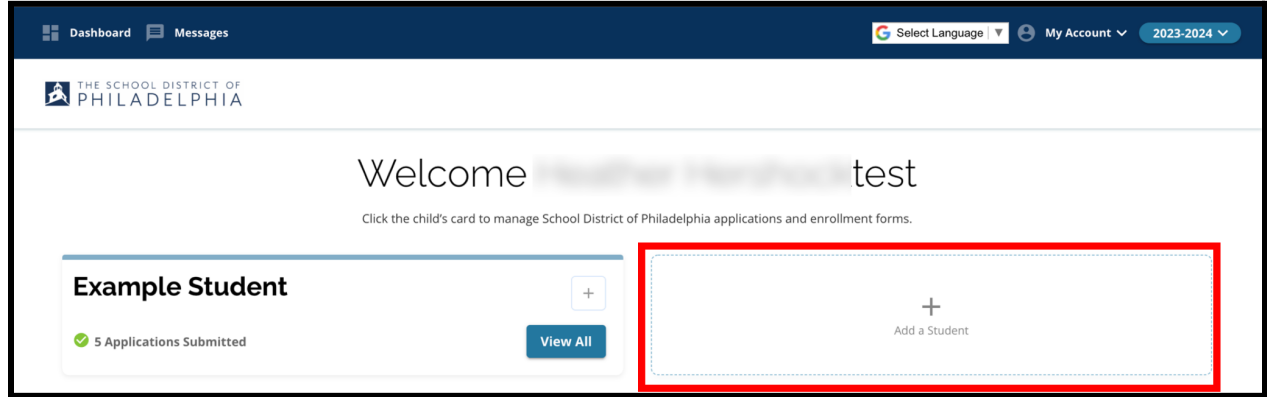 Dashboard Messages Select Language My Account 2023-2024
THE SCHOOL DISTRICT OF
PHILADELPHIA
Welcome test
Click the child's card to manage School District of Philadelphia applications and enrollment forms.
Example Student
+
+
Add a Student
5 Applications Submitted
View All